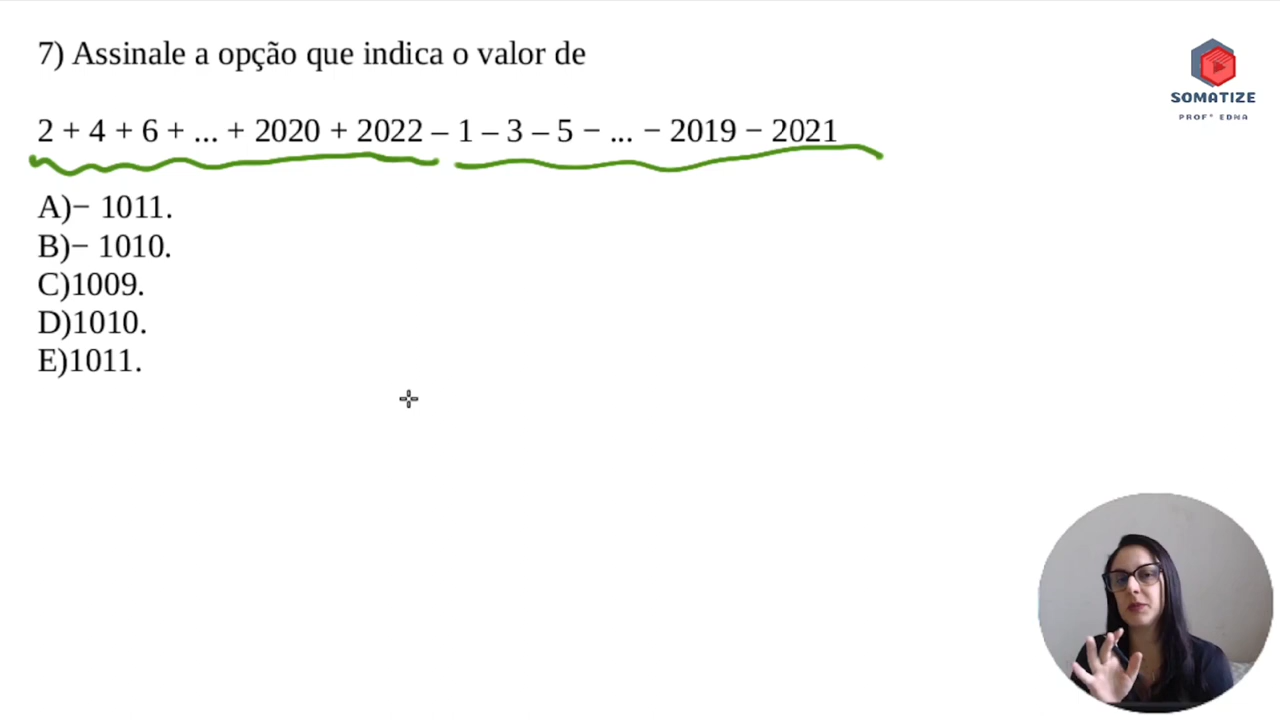 7) Assinale a opção que indica o valor de
2 + 4 + 6 + ... + 2020 + 2022 – 1 – 3 – 5 − ... − 2019 − 2021
A)− 1011.
B)− 1010.
C)1009.
D)1010.
E)1011.
SOMATIZE
PROFª EDNA